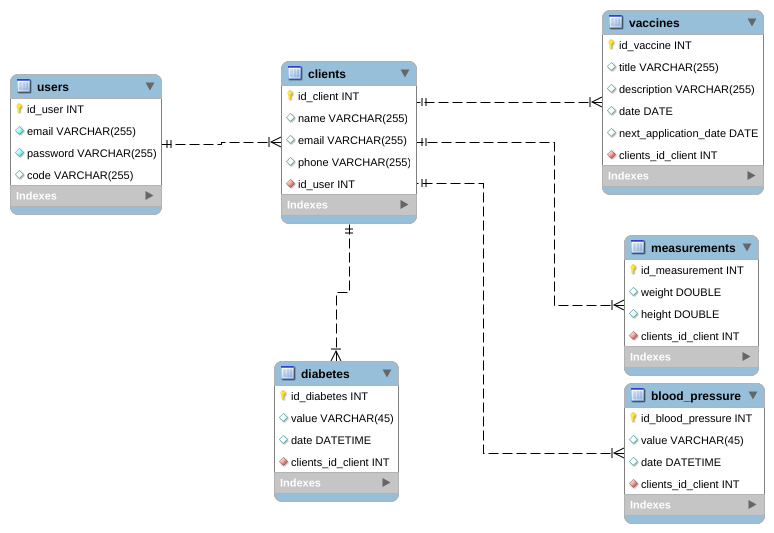 users
id_user INT
email VARCHAR(255)
password VARCHAR(255)
code VARCHAR(255)
Indexes
clients
id_client INT
name VARCHAR(255)
email VARCHAR(255)
phone VARCHAR(255)
id_user INT
Indexes
vaccines
id_vaccine INT
title VARCHAR(255)
description VARCHAR(255)
date DATE
next_application_date DATE
clients_id_client INT
Indexes
measurements
id_measurement INT
weight DOUBLE
height DOUBLE
clients_id_client INT
Indexes
diabetes
id_diabetes INT
value VARCHAR(45)
date DATETIME
clients_id_client INT
Indexes
blood_pressure
id_blood_pressure INT
value VARCHAR(45)
date DATETIME
clients_id_client INT
Indexes